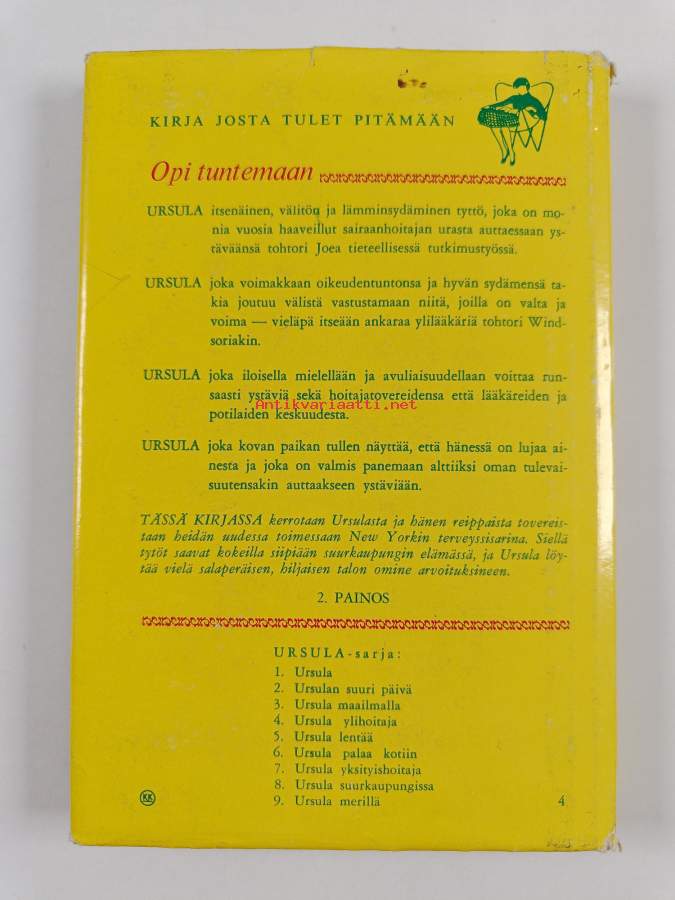 KIRJA JOSTA TULET PITÄMÄÄN
Opi tuntemaan
URSULA itsenäinen, välitön ja lämminsydäminen tyttö, joka on mo-
nia vuosia haaveillut sairaanhoitajan urasta auttaessaan ys-
täväänsä tohtori Joea tieteellisessä tutkimustyössä.
URSULA joka voimakkaan oikeudentuntonsa ja hyvän sydämensä ta-
kia joutuu välistä vastustamaan niitä, joilla on valta ja
voima — vieläpä itseään ankaraa ylilääkäriä tohtori Wind-
soriakin.
URSULA joka iloisella mielellään ja avuliaisuudellaan voittaa run-
saasti ystäviä sekä hoitajatovereidensa että lääkäreiden ja
Antikvariaatti.net
potilaiden keskuudesta.
URSULA joka kovan paikan tullen näyttää, että hänessä on lujaa ai-
nesta ja joka on valmis panemaan alttiiksi oman tulevai-
suutensakin auttaakseen ystäviään.
TÄSSÄ KIRJASSA kerrotaan Ursulasta ja hänen reippaista tovereis-
taan heidän uudessa toimessaan New Yorkin terveyssisarina. Siellä
tytöt saavat kokeilla siipiään suurkaupungin elämässä, ja Ursula löy-
tää vielä salaperäisen, hiljaisen talon omine arvoituksineen.
2. PAINOS
URSULA-sarja:
1. Ursula
2. Ursulan suuri päivä
3. Ursula maailmalla
4. Ursula ylihoitaja
5. Ursula lentää
6. Ursula palaa kotiin
7. Ursula yksityishoitaja
8. Ursula suurkaupungissa
9. Ursula merillä
KK
4